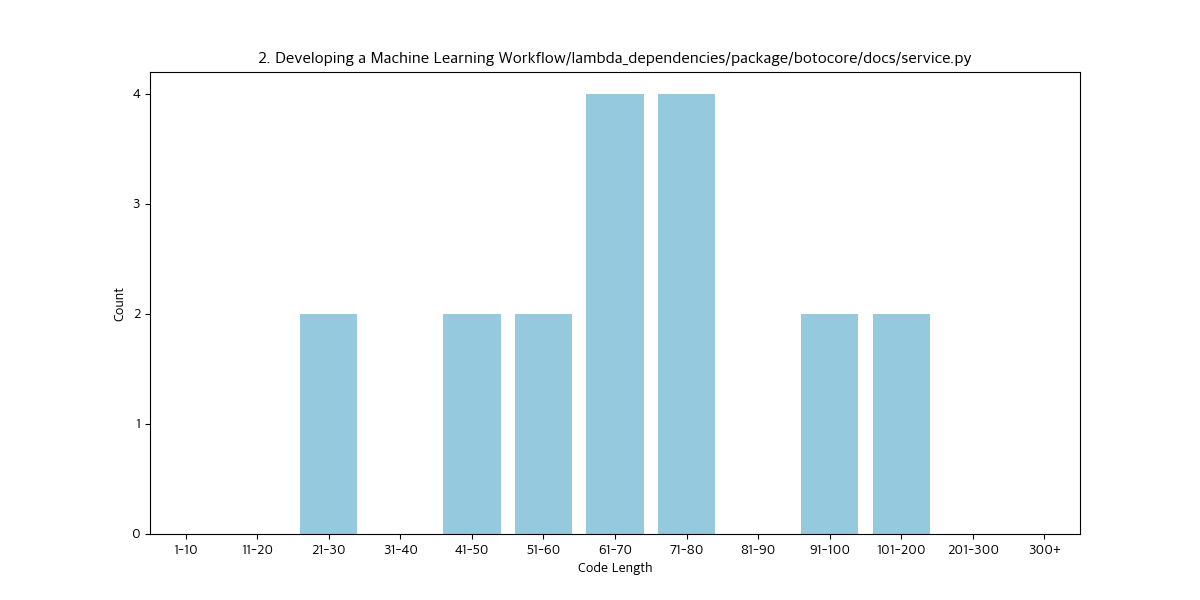 2. Developing a Machine Learning Workflow/lambda_dependencies/package/botocore/docs/service.py
4
3
2
1
0
Count
1-10 11-20 21-30 31-40 41-50 51-60 61-70 71-80 81-90 91-100 101-200 201-300 300+
Code Length